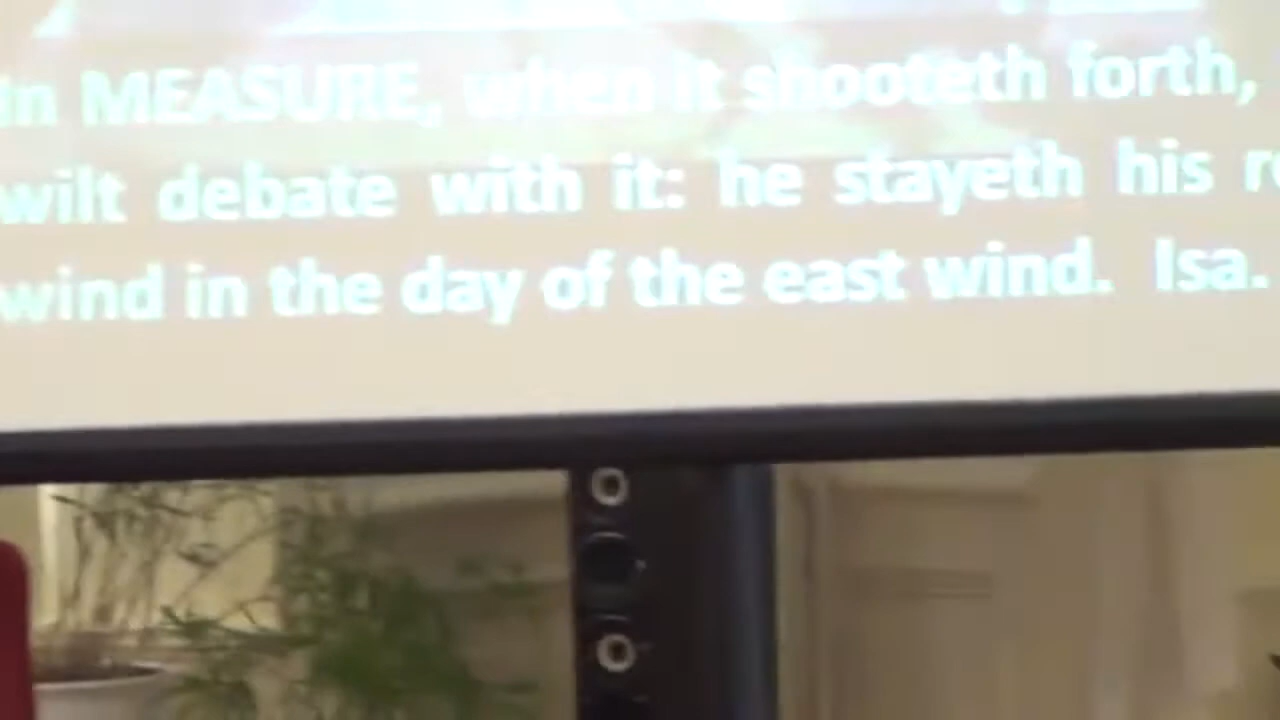 in MEASURE, when it shooteth forth,
wilt debate with it: he stayeth his
wind in the day of the east wind. Isa.